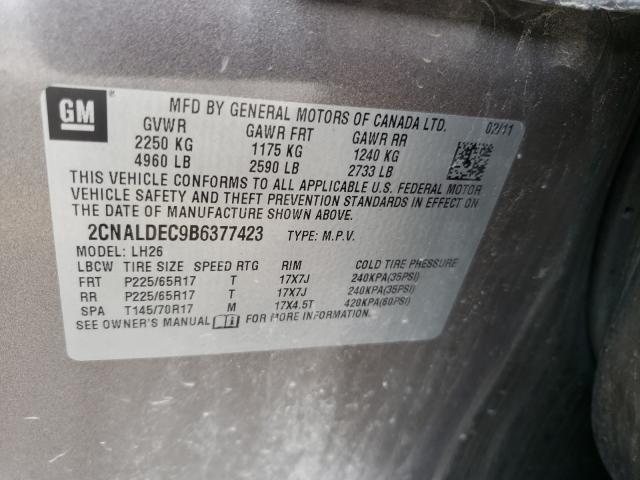 GM
MFD BY GENERAL MOTORS OF CANADA LTD.
GVWR GAWR FRT GAWR RR 02/11
2250 KG 1175 KG 1240 KG
4960 LB 2590 LB 2733 LB
THIS VEHICLE CONFORMS TO ALL APPLICABLE U.S. FEDERAL MOTOR
VEHICLE SAFETY AND THEFT PREVENTION STANDARDS IN EFFECT ON
THE DATE OF MANUFACTURE SHOWN ABOVE.
2CNALDEC9B6377423 TYPE: M.P.V.
MODEL: LH26
LBCW TIRE SIZE SPEED RTG RIM COLD TIRE PRESSURE
FRT P225/65R17 T 17X7J 240KPA(35PSI)
RR P225/65R17 T 17X7J 240KPA(35PSI)
SPA T145/70R17 M 17X4.5T 420KPA(60PSI)
SEE OWNER'S MANUAL FOR MORE INFORMATION.